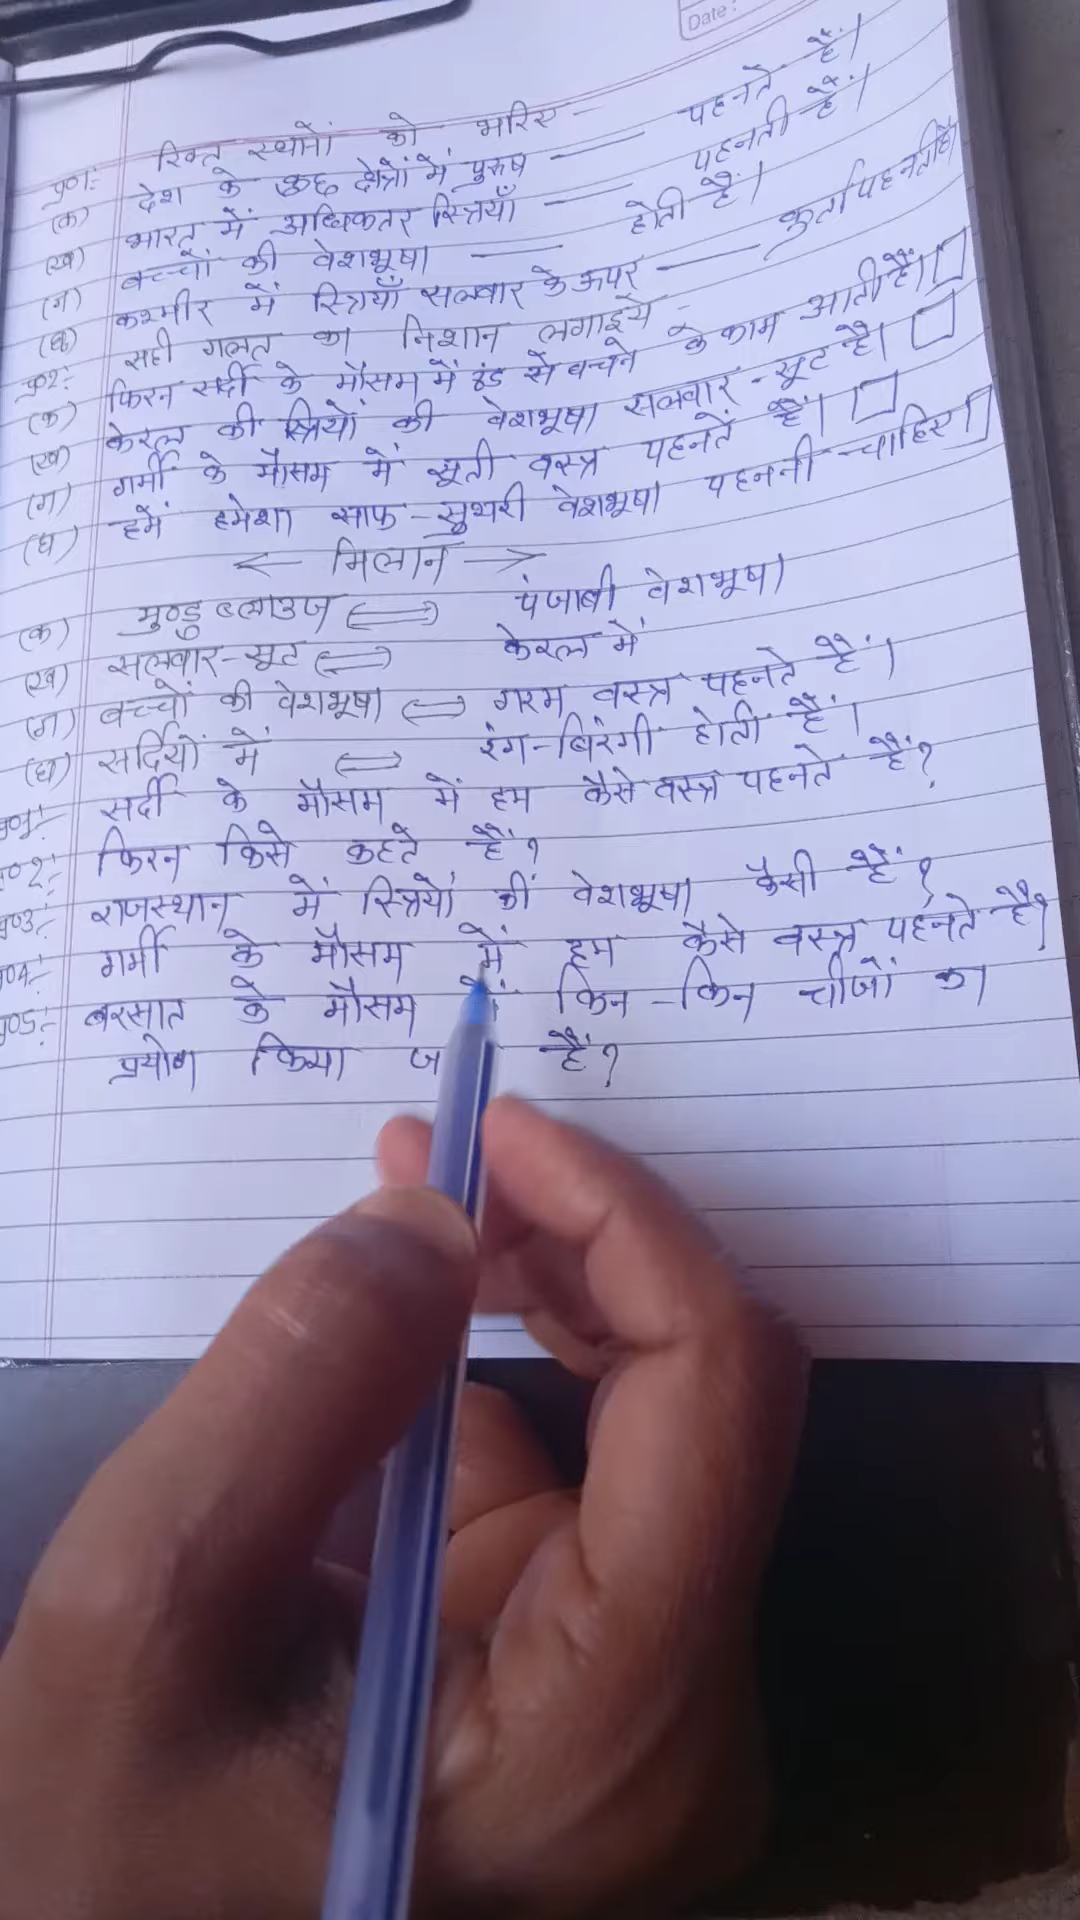 Date:
प्र01:- रिक्त स्थानों को भरिए-
(क) देश के कुछ क्षेत्रों में पुरुष —— पहनते हैं।
(ख) भारत में अधिकतर स्त्रियाँ —— पहनती हैं।
(ग) बच्चों की वेशभूषा —— होती है।
(घ) कश्मीर में स्त्रियाँ सलवार के ऊपर —— कुर्ता पहनती हैं
प्र02:- सही गलत का निशान लगाइये -
(क) फिरन सर्दी के मौसम में ठंड से बचने के काम आती हैं।
(ख) केरल की स्त्रियों की वेशभूषा सलवार-सूट है।
(ग) गर्मी के मौसम में सूती वस्त्र पहनते हैं।
(घ) हमें हमेशा साफ-सुथरी वेशभूषा पहननी चाहिए।
← मिलान →
(क) मुण्डु ब्लाउज ⟺ पंजाबी वेशभूषा
(ख) सलवार-सूट ⟺ केरल में
(ग) बच्चों की वेशभूषा ⟺ गरम वस्त्र पहनते हैं।
(घ) सर्दियों में ⟺ रंग-बिरंगी होती हैं।
प्र01:- सर्दी के मौसम में हम कैसे वस्त्र पहनते हैं?
प्र02:- फिरन किसे कहते हैं?
प्र03:- राजस्थान में स्त्रियों कीं वेशभूषा कैसी हैं?
प्र04:- गर्मी के मौसम में हम कैसे वस्त्र पहनते हैं?
प्र05:- बरसात के मौसम किन-किन चीजों का
प्रयोग किया हैं?